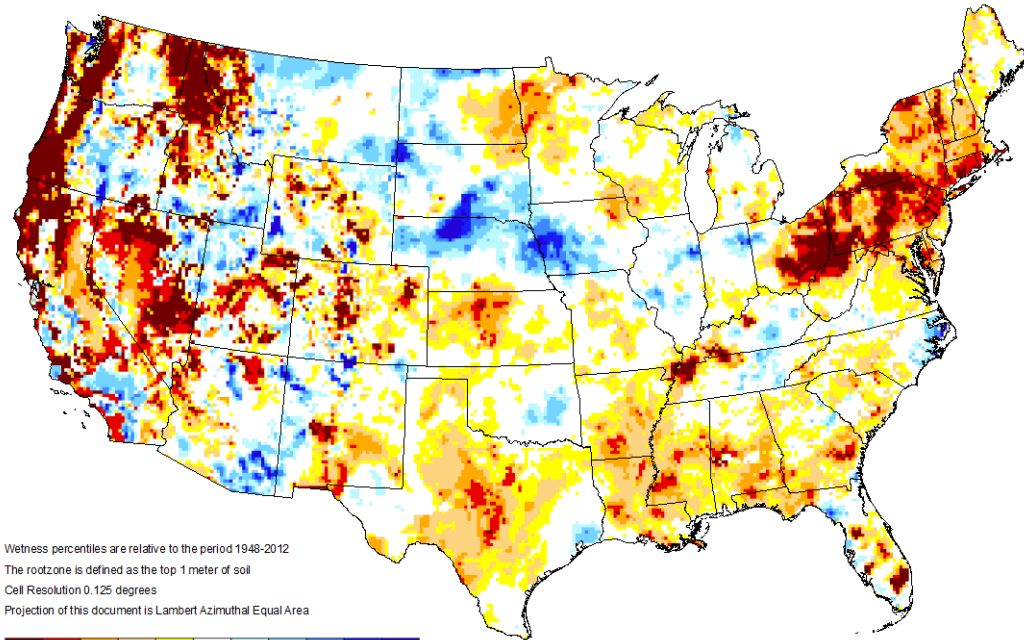 Wetness percentiles are relative to the period 1948-2012
The rootzone is defined as the top 1 meter of soil
Cell Resolution 0.125 degrees
Projection of this document is Lambert Azimuthal Equal Area